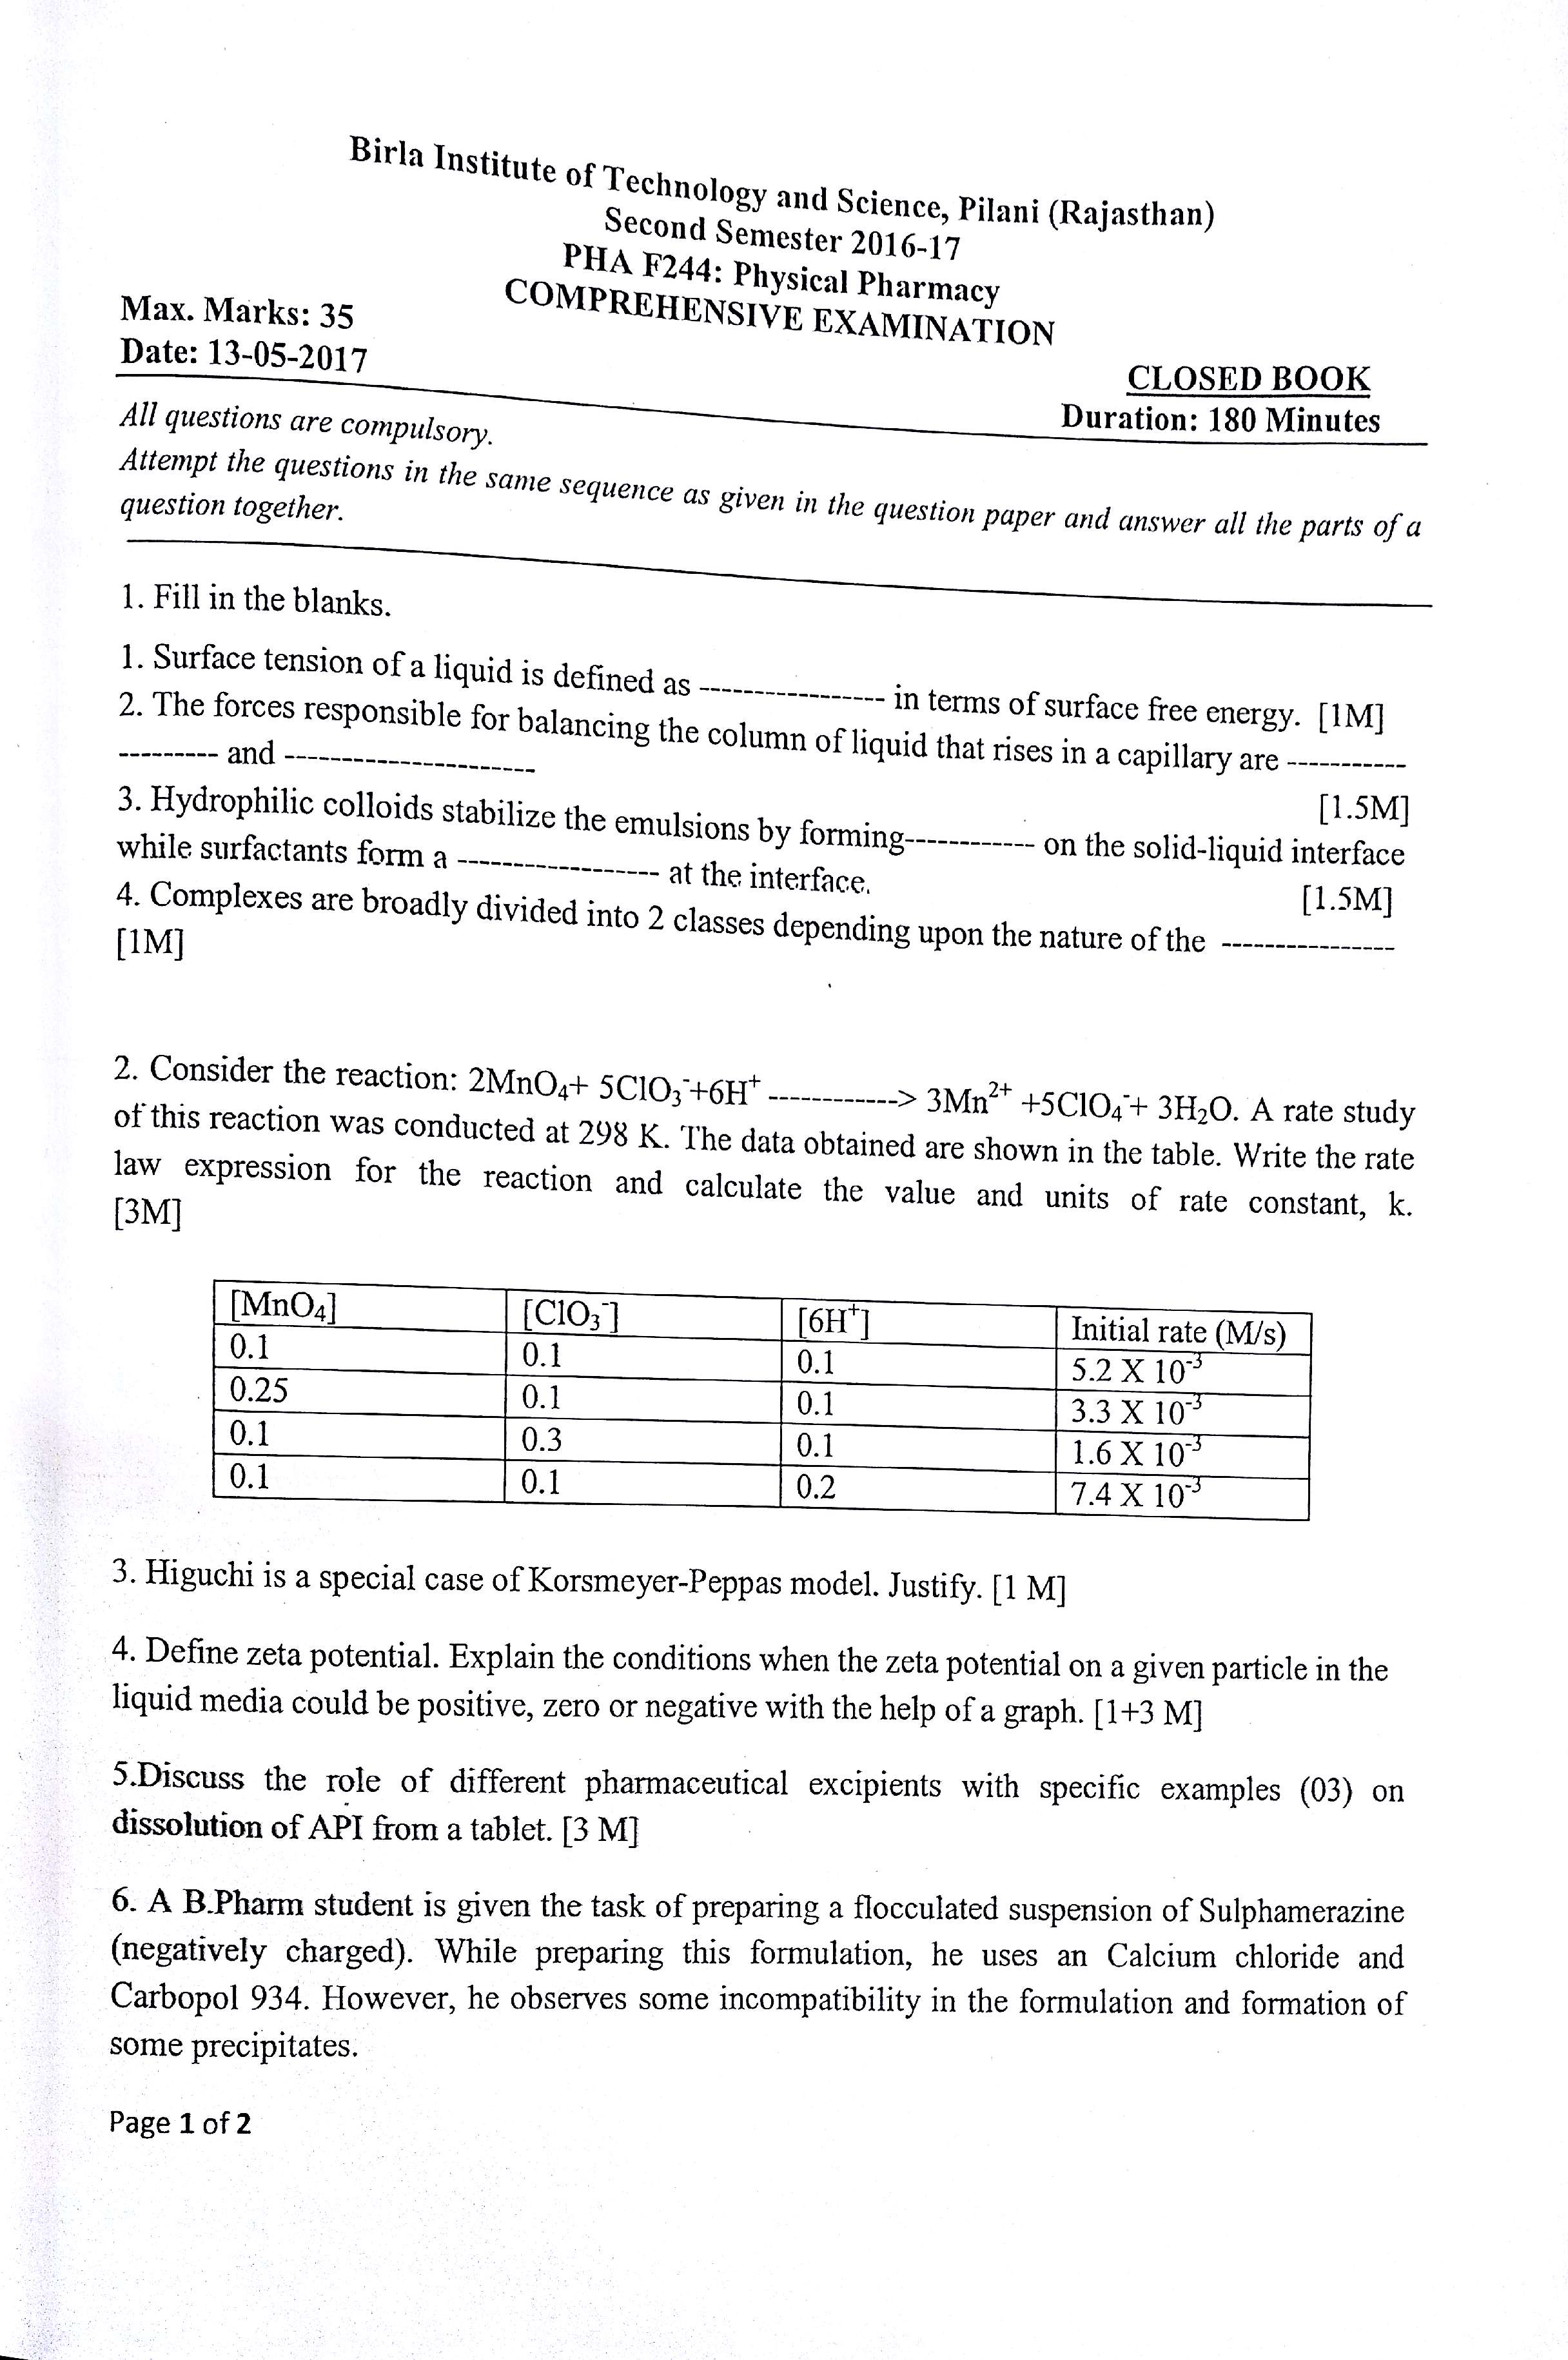 Birla Institute of Technology and Science, Pilani (Rajasthan)
Second Semester 2016-17
PHA F244: Physical Pharmacy
COMPREHENSIVE EXAMINATION
Max. Marks: 35
Date: 13-05-2017
CLOSED BOOK
Duration: 180 Minutes
All questions are compulsory.
Attempt the questions in the same sequence as given in the question paper and answer all the parts of a
question together.
1. Fill in the blanks.
1. Surface tension of a liquid is defined as ----------------- in terms of surface free energy. [1M]
2. The forces responsible for balancing the column of liquid that rises in a capillary are -----------
--------- and -----------------------
[1.5M]
3. Hydrophilic colloids stabilize the emulsions by forming------------ on the solid-liquid interface
while surfactants form a ------------------ at the interface.
[1.5M]
4. Complexes are broadly divided into 2 classes depending upon the nature of the ----------------
[1M]
2. Consider the reaction: 2MnO₄+ 5ClO₃⁻+6H⁺ ------------> 3Mn²⁺ +5ClO₄⁻+ 3H₂O. A rate study
of this reaction was conducted at 298 K. The data obtained are shown in the table. Write the rate
law expression for the reaction and calculate the value and units of rate constant, k.
[3M]
[MnO₄] [ClO₃⁻] [6H⁺] Initial rate (M/s)
0.1 0.1 0.1 5.2 X 10⁻³
0.25 0.1 0.1 3.3 X 10⁻³
0.1 0.3 0.1 1.6 X 10⁻³
0.1 0.1 0.2 7.4 X 10⁻³
3. Higuchi is a special case of Korsmeyer-Peppas model. Justify. [1 M]
4. Define zeta potential. Explain the conditions when the zeta potential on a given particle in the
liquid media could be positive, zero or negative with the help of a graph. [1+3 M]
5.Discuss the role of different pharmaceutical excipients with specific examples (03) on
dissolution of API from a tablet. [3 M]
6. A B.Pharm student is given the task of preparing a flocculated suspension of Sulphamerazine
(negatively charged). While preparing this formulation, he uses an Calcium chloride and
Carbopol 934. However, he observes some incompatibility in the formulation and formation of
some precipitates.
Page 1 of 2